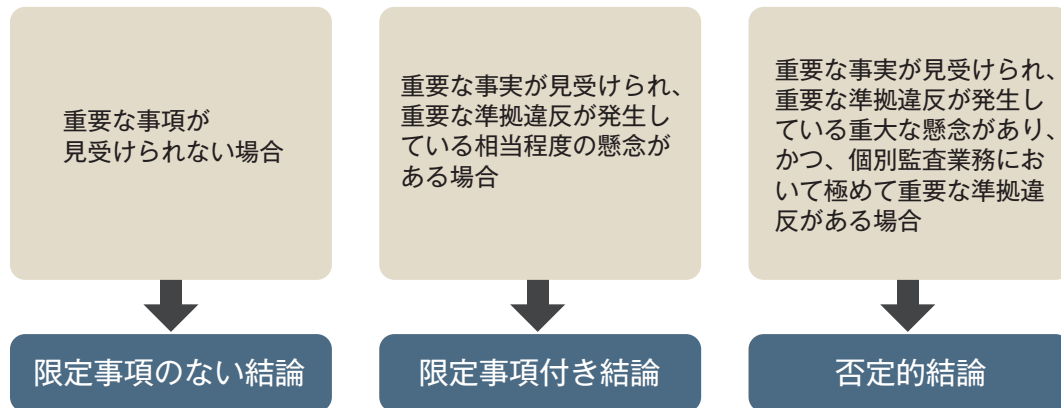 重要な事項が
見受けられない場合
限定事項のない結論
重要な事実が見受けられ、
重要な準拠違反が発生し
ている相当程度の懸念が
ある場合
限定事項付き結論
重要な事実が見受けられ、
重要な準拠違反が発生し
ている重大な懸念があり、
かつ、個別監査業務にお
いて極めて重要な準拠違
反がある場合
否定的結論